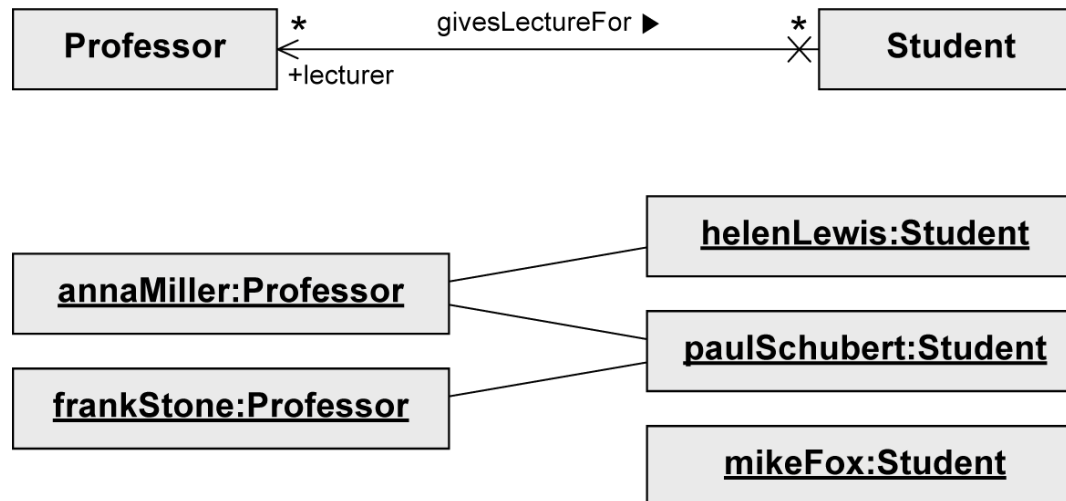 * givesLectureFor ▶ *
Professor
Student
+lecturer
helenLewis:Student
annaMiller:Professor
paulSchubert:Student
frankStone:Professor
mikeFox:Student